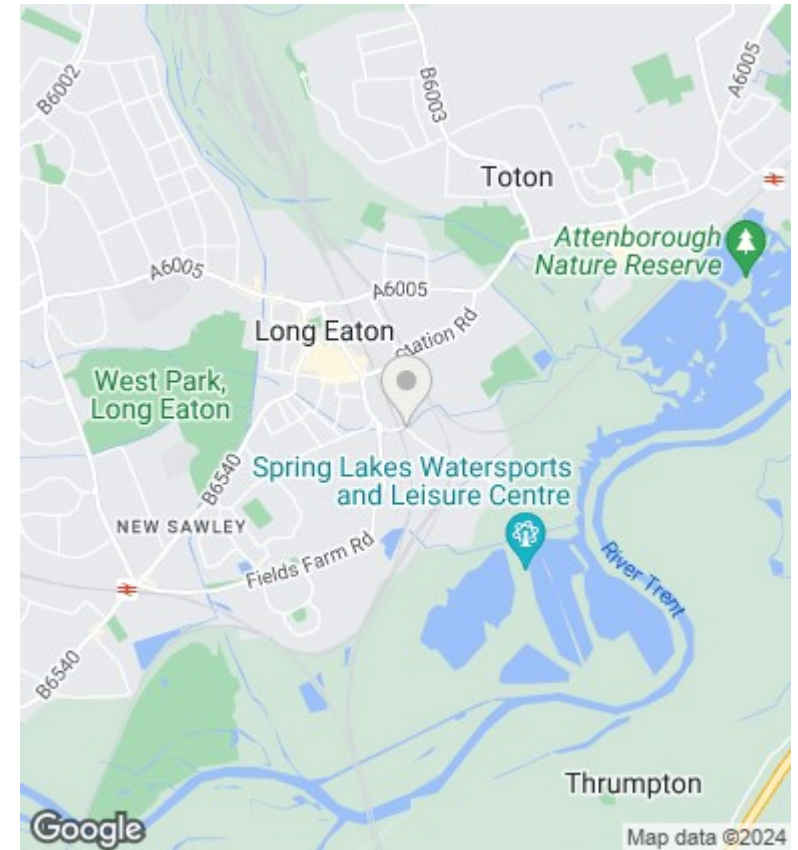 B6002
B6003
A6005
Toton
Attenborough
Nature Reserve
A6005
A6005
Long Eaton
Station Rd
West Park,
Long Eaton
B6540
Spring Lakes Watersports
and Leisure Centre
NEW SAWLEY
Fields Farm Rd
River Trent
B6540
Thrumpton
Google
Map data ©2024